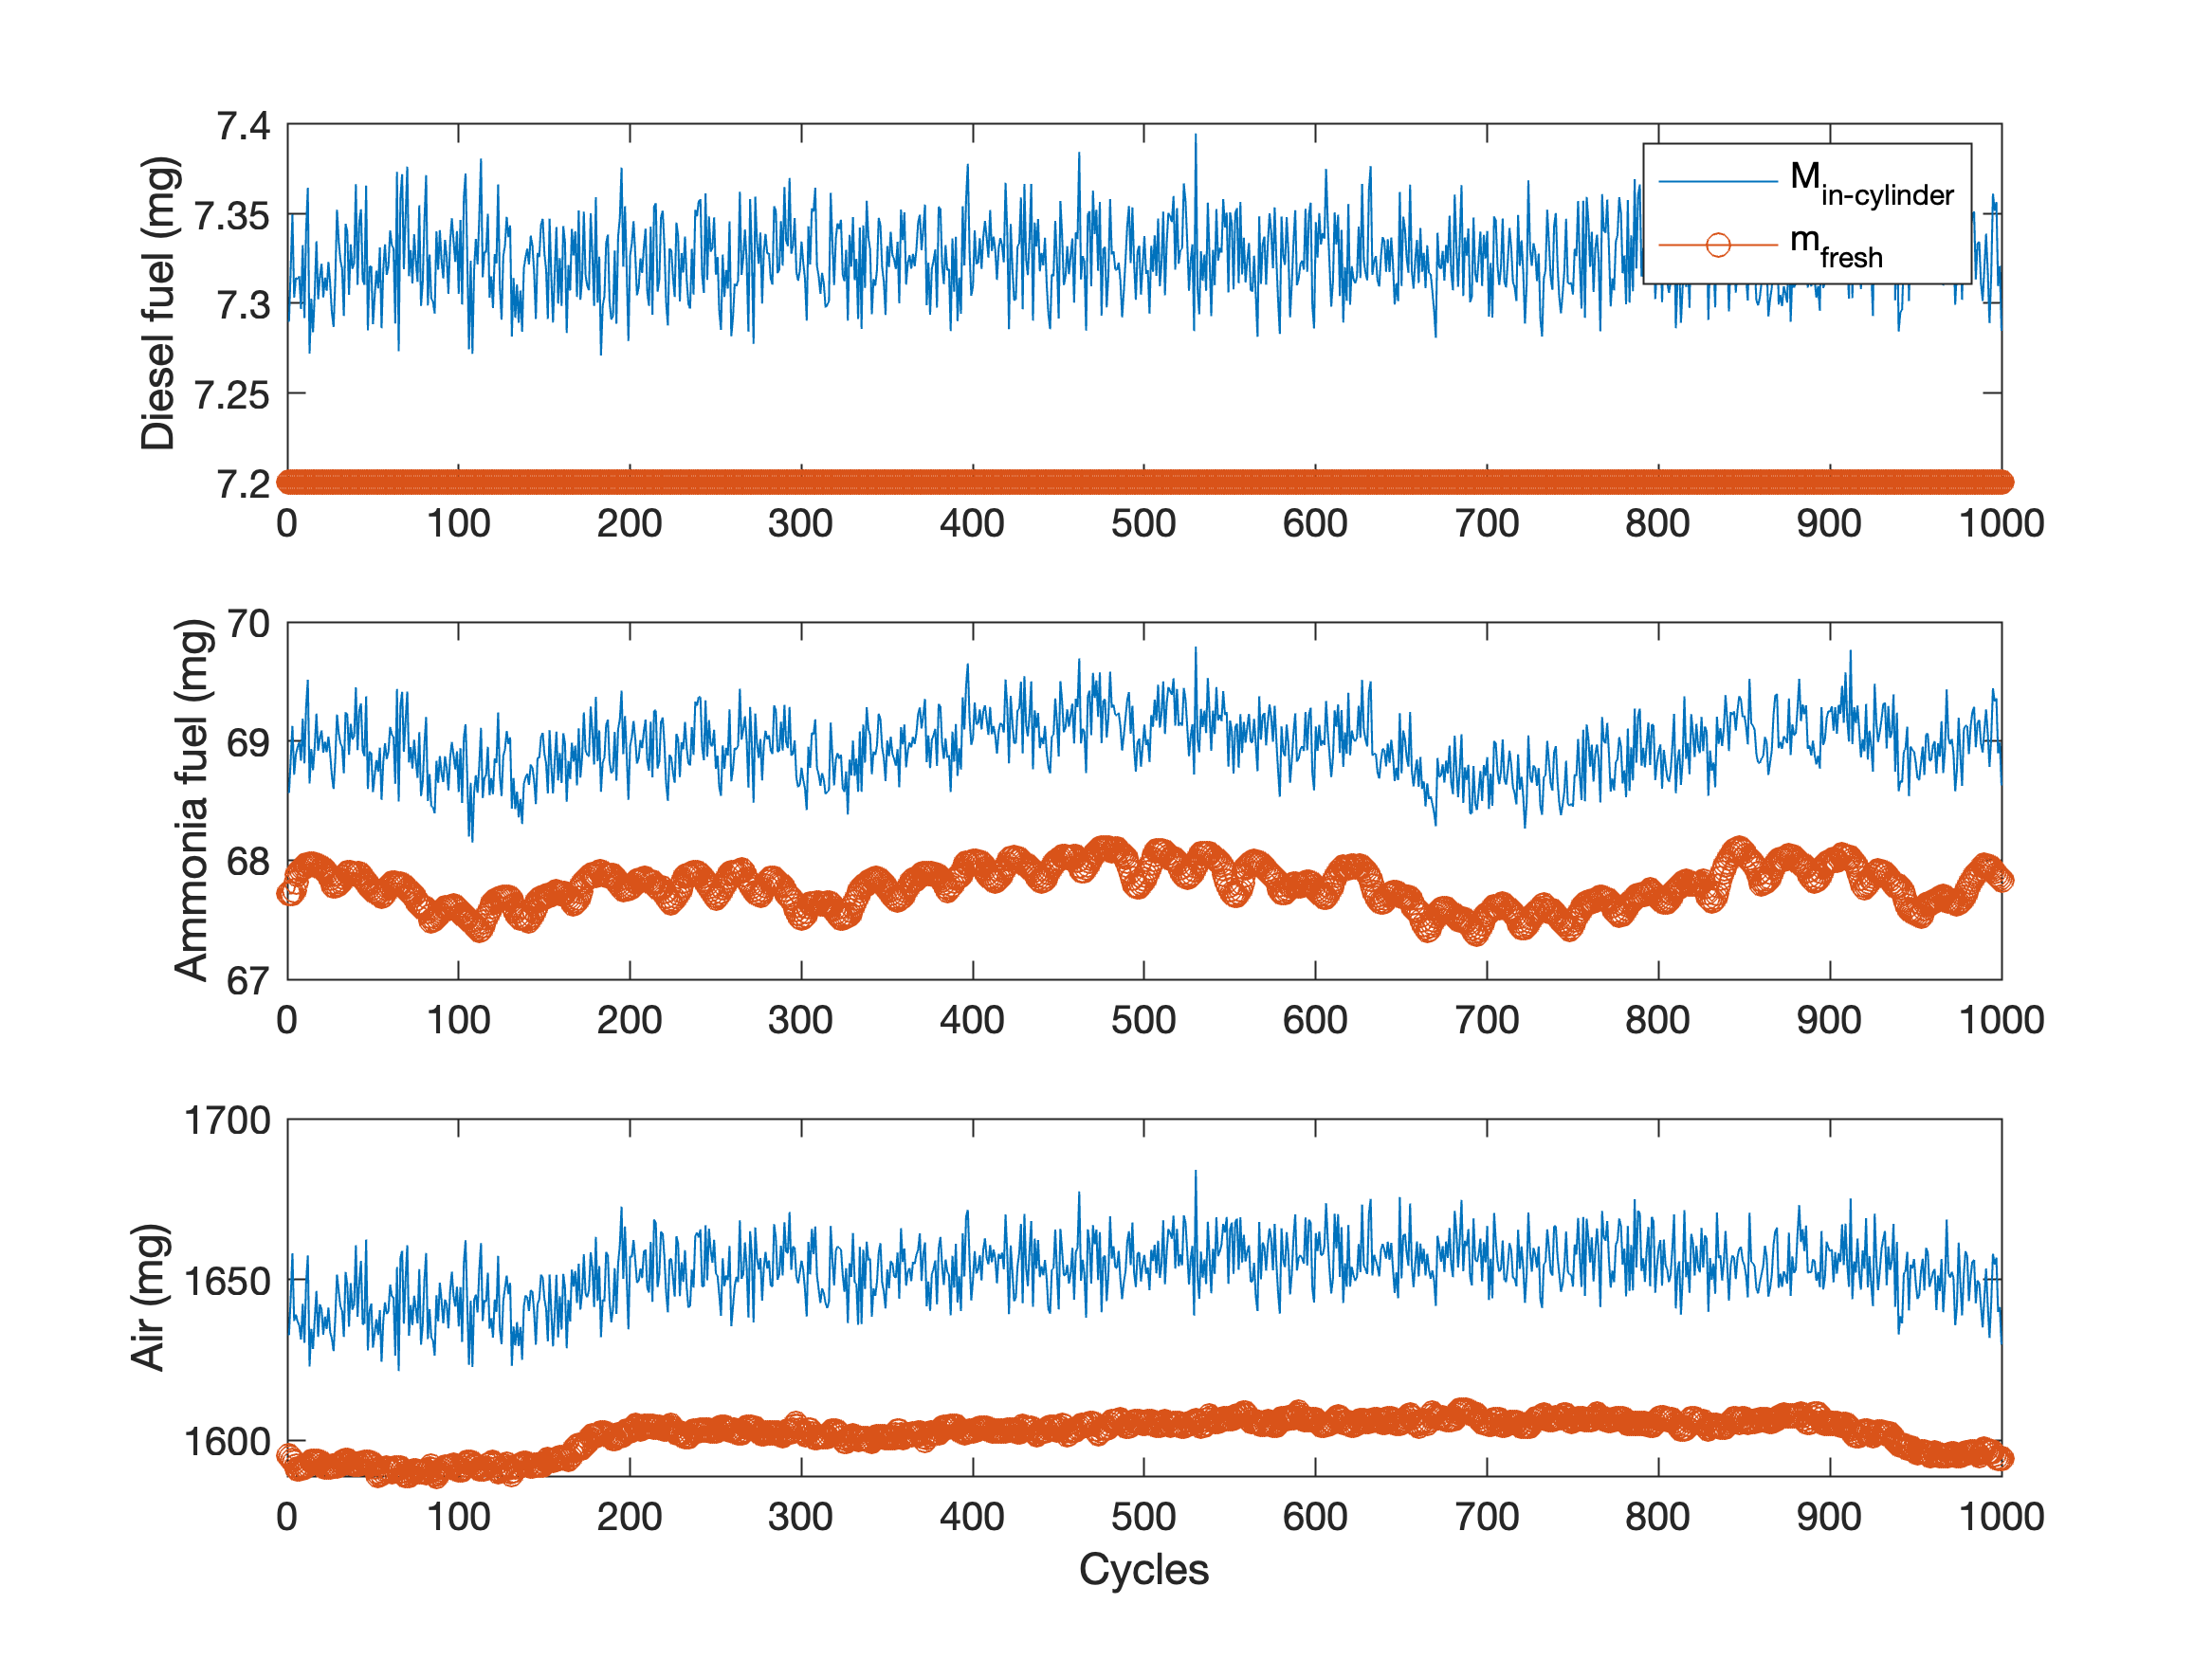 Diesel fuel (mg)
7.4
7.35
7.3
7.25
7.2
M in-cylinder
m fresh
0 100 200 300 400 500 600 700 800 900 1000
Ammonia fuel (mg)
70
69
68
67
0 100 200 300 400 500 600 700 800 900 1000
Air (mg)
1700
1650
1600
0 100 200 300 400 500 600 700 800 900 1000
Cycles